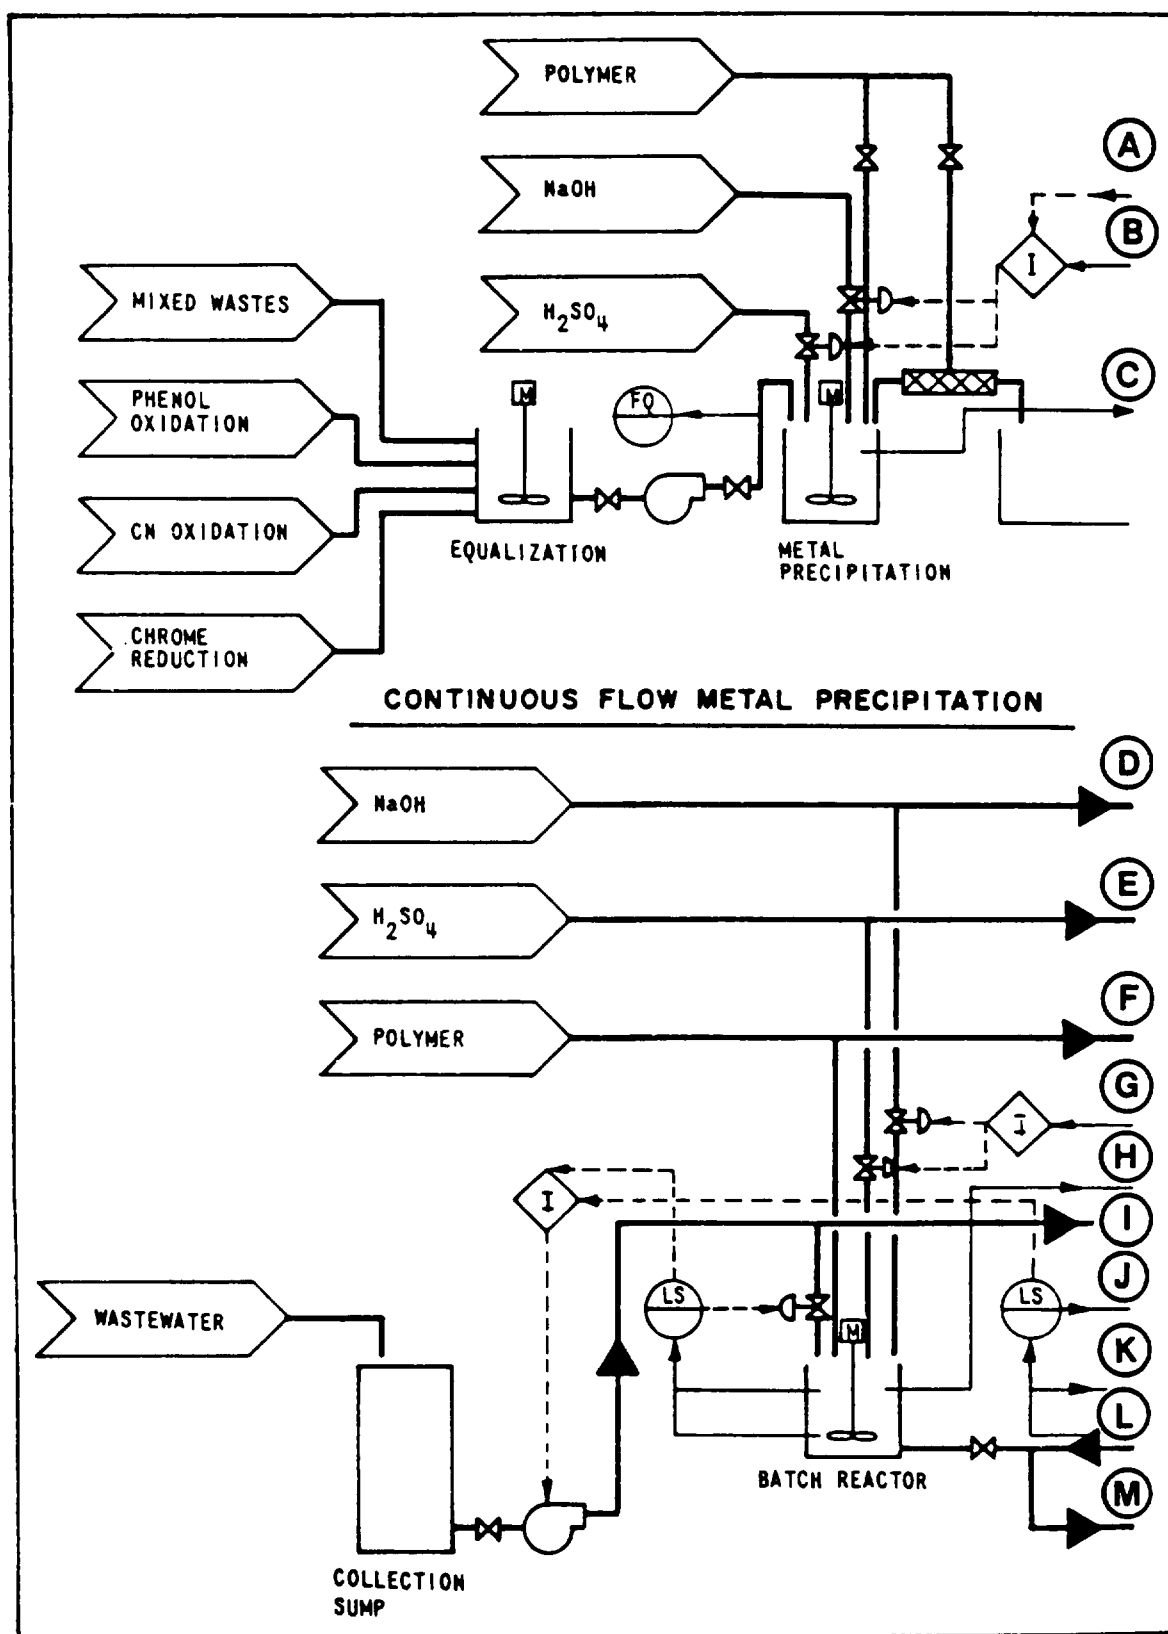 POLYMER
A
NaOH
B
MIXED WASTES
I
H2SO4
C
PHENOL
OXIDATION
M
FQ
M
CN OXIDATION
EQUALIZATION
METAL
PRECIPITATION
CHROME
REDUCTION
CONTINUOUS FLOW METAL PRECIPITATION
D
NaOH
E
H2SO4
F
POLYMER
G
I
H
I
I
J
LS
LS
WASTEWATER
M
K
L
BATCH REACTOR
M
COLLECTION
SUMP